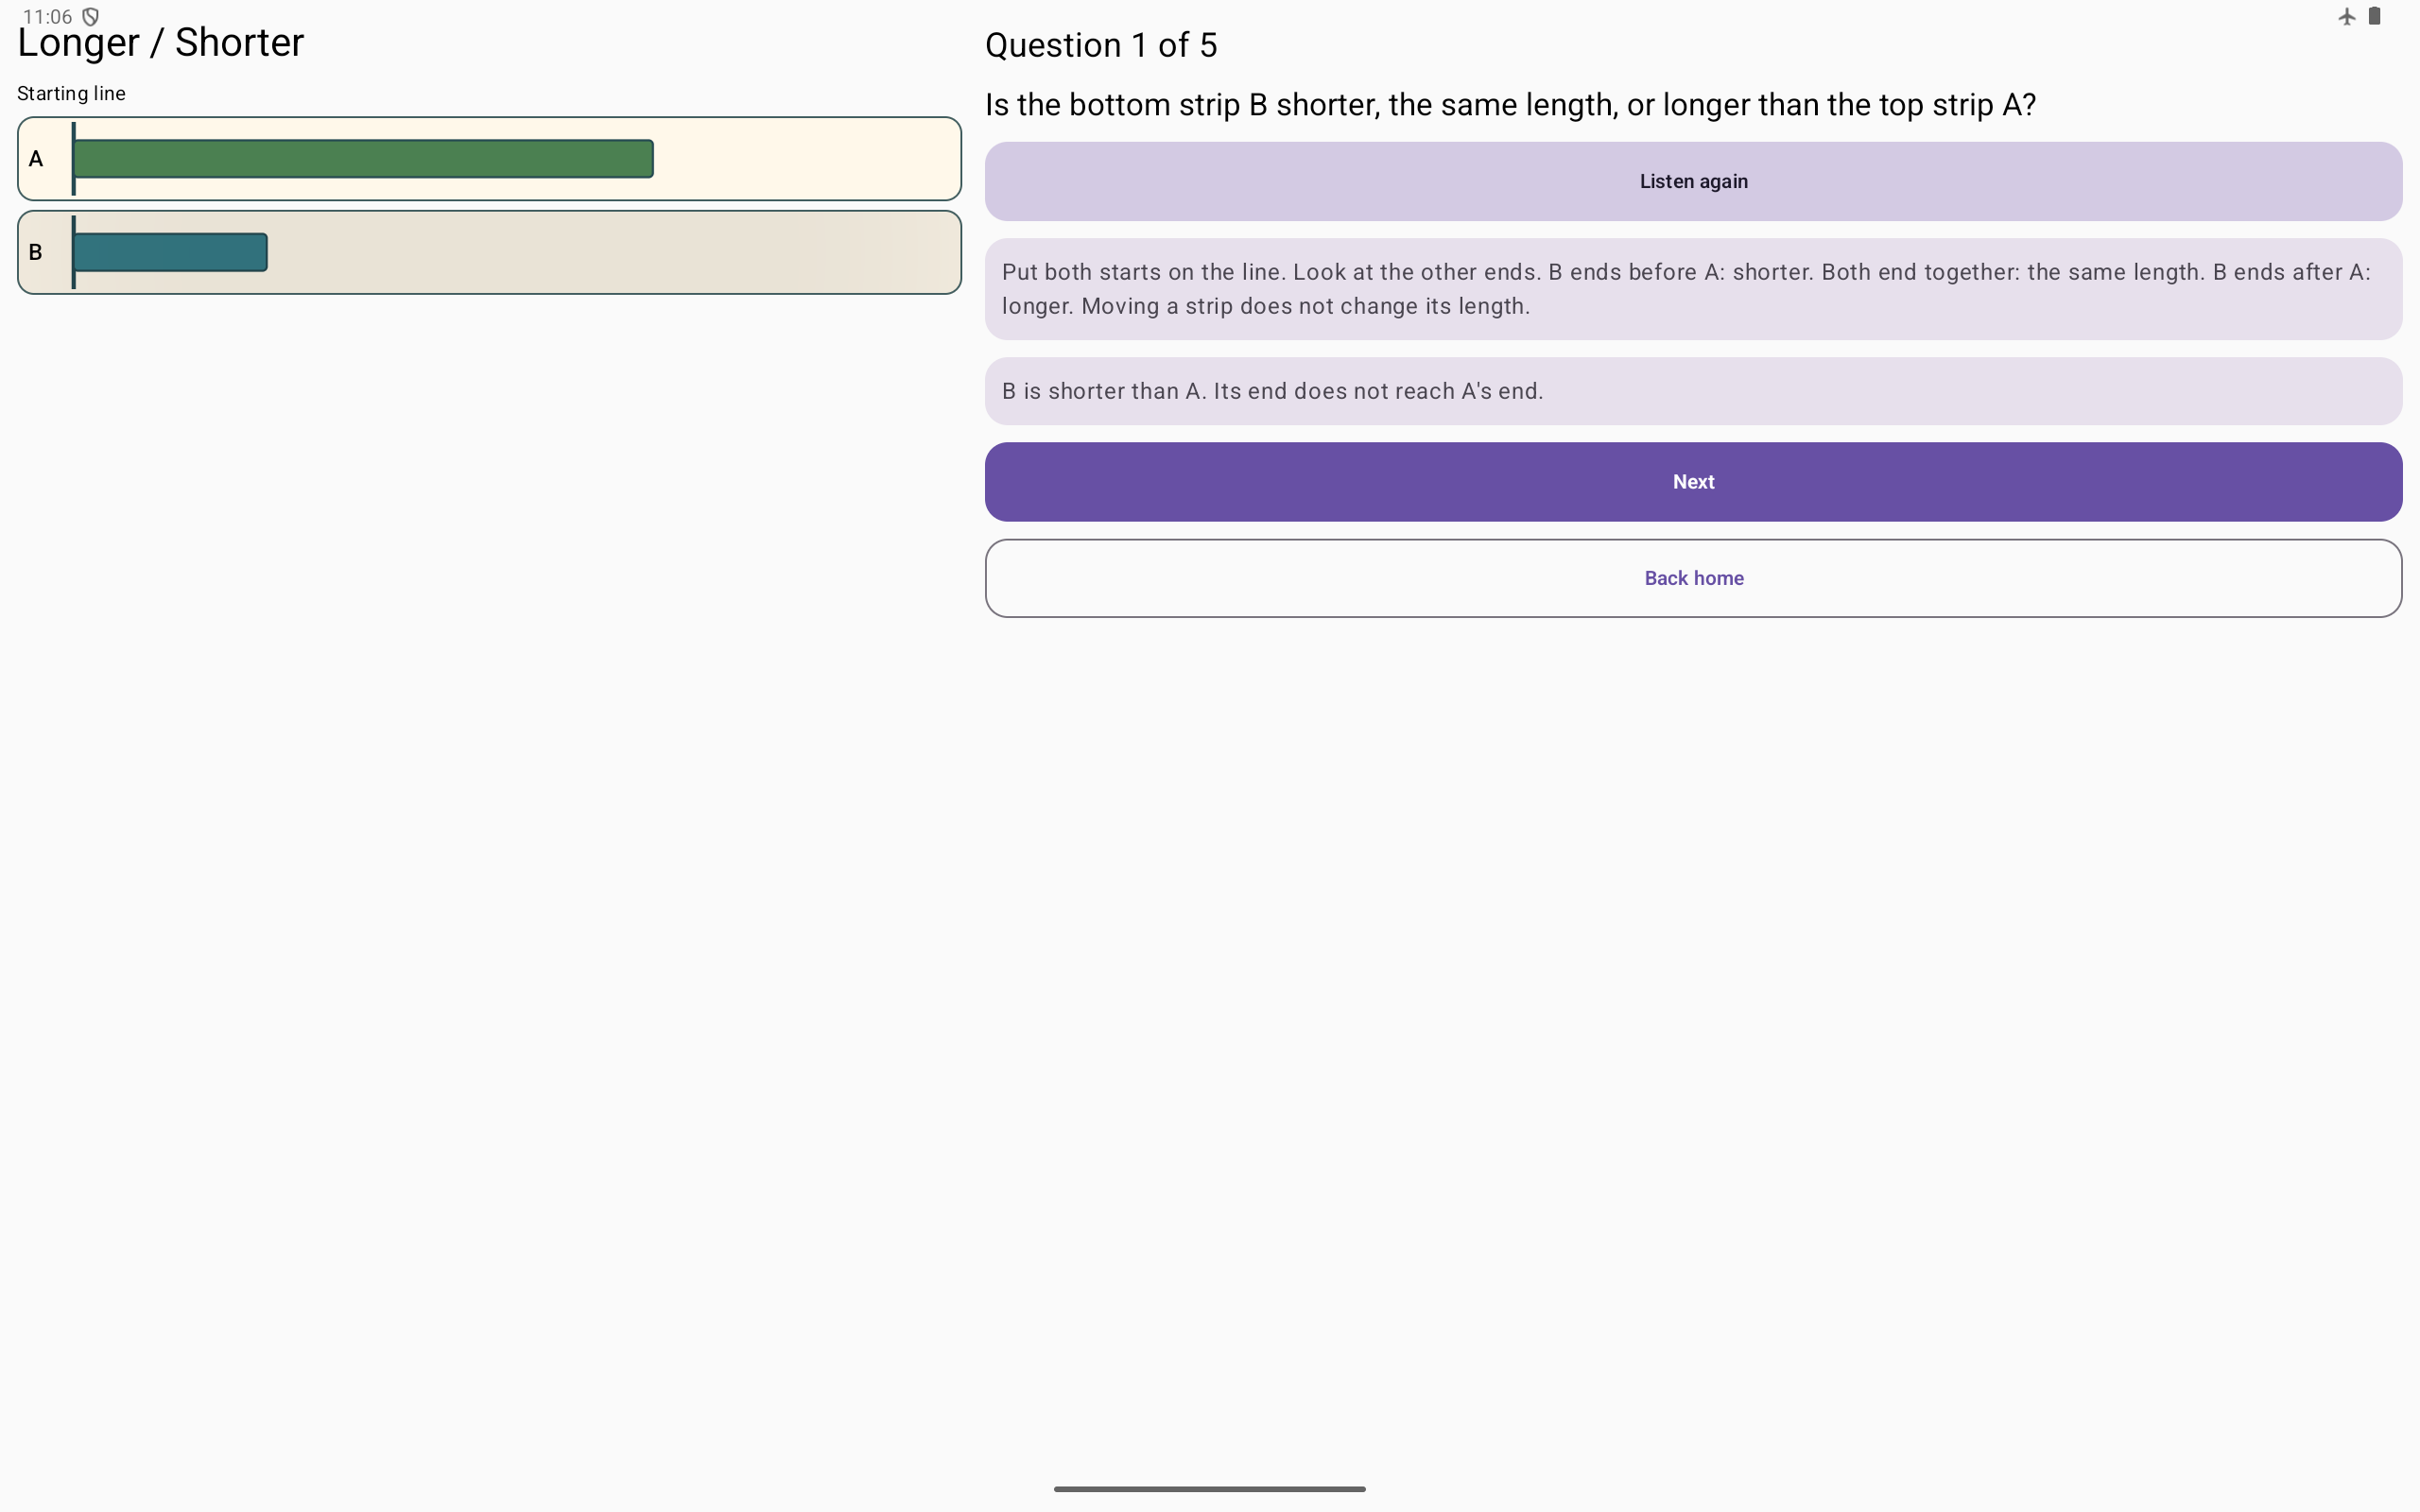 11:06
Longer / Shorter
Starting line
A
B
Question 1 of 5
Is the bottom strip B shorter, the same length, or longer than the top strip A?
Listen again
Put both starts on the line. Look at the other ends. B ends before A: shorter. Both end together: the same length. B ends after A:
longer. Moving a strip does not change its length.
B is shorter than A. Its end does not reach A's end.
Next
Back home